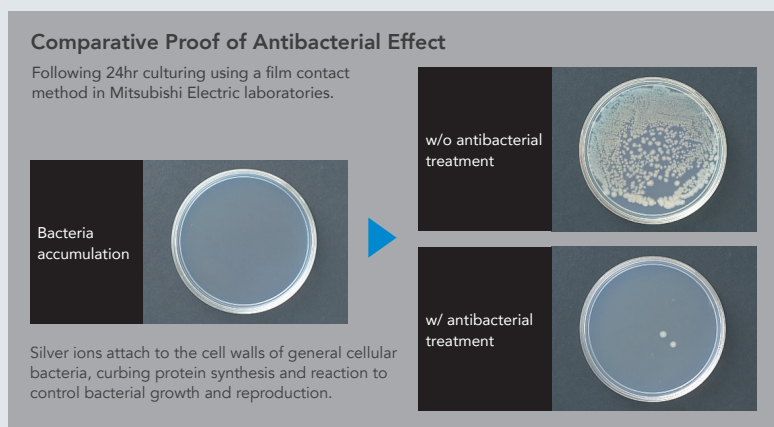 Comparative Proof of Antibacterial Effect
Following 24hr culturing using a film contact
method in Mitsubishi Electric laboratories.
Bacteria
accumulation
w/o antibacterial
treatment
w/ antibacterial
treatment
Silver ions attach to the cell walls of general cellular
bacteria, curbing protein synthesis and reaction to
control bacterial growth and reproduction.